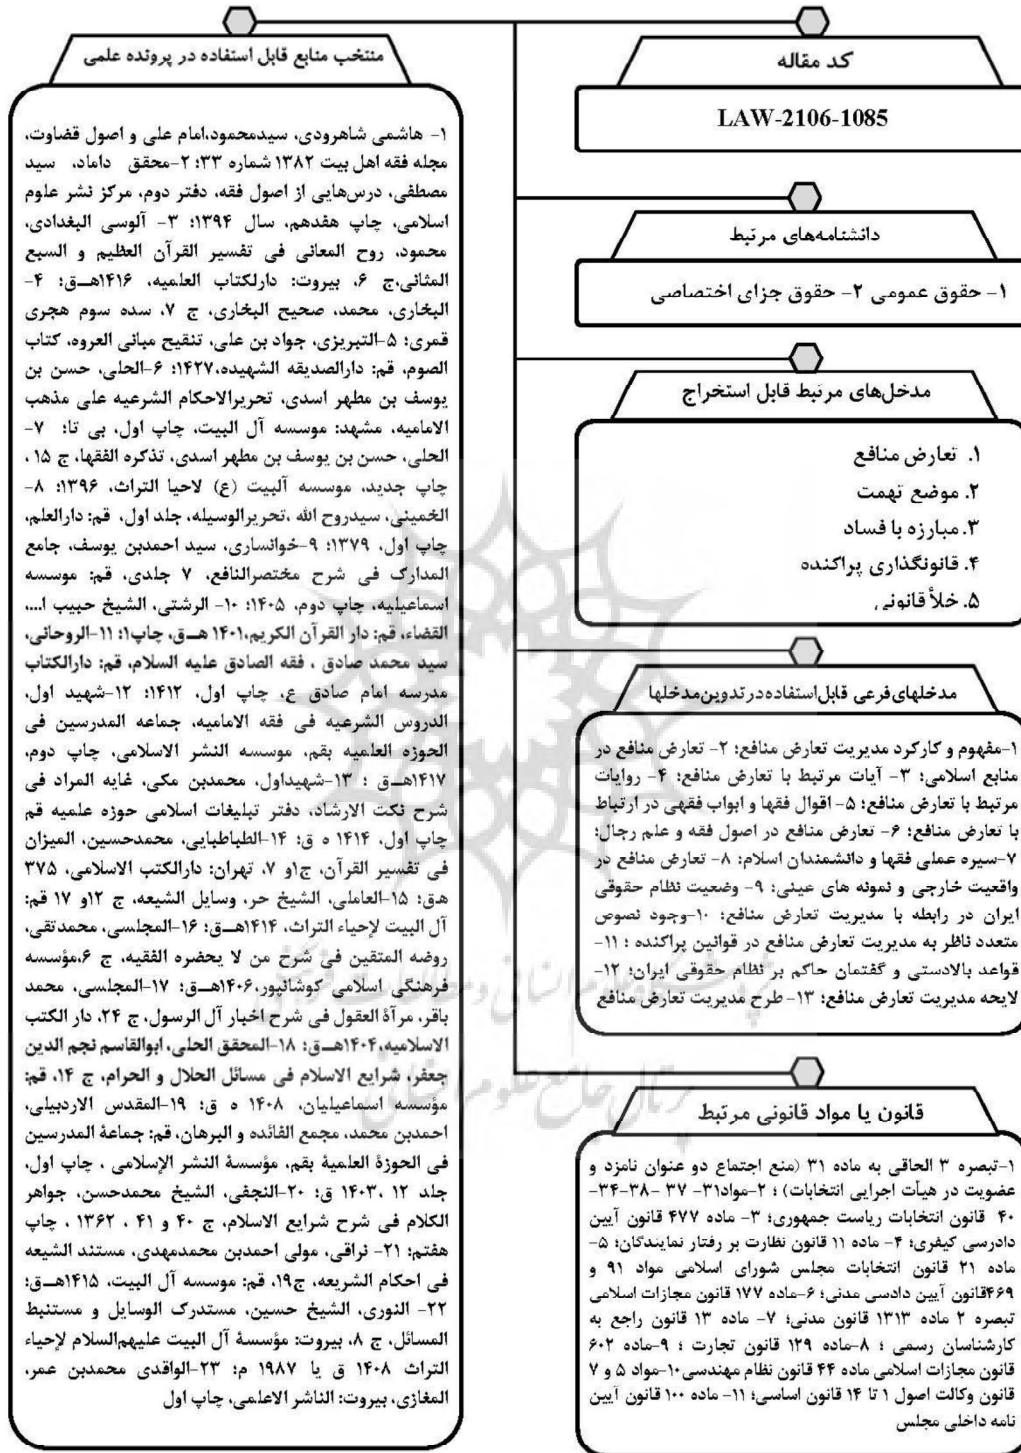 کد مقاله
LAW-2106-1085
دانشنامه‌های مرتبط
۱- حقوق عمومی ۲- حقوق جزای اختصاصی
مدخل‌های مرتبط قابل استخراج
۱. تعارض منافع
۲. موضع تهمت
۳. مبارزه با فساد
۴. قانونگذاری پراکنده
۵. خلأ قانونی
مدخلهای فرعی قابل استفاده در تدوین مدخلها
۱-مفهوم و کارکرد مدیریت تعارض منافع؛ ۲- تعارض منافع در
منابع اسلامی؛ ۳- آیات مرتبط با تعارض منافع؛ ۴- روایات
مرتبط با تعارض منافع؛ ۵- اقوال فقها و ابواب فقهی در ارتباط
با تعارض منافع؛ ۶- تعارض منافع در اصول فقه و علم رجال؛
۷-سیره عملی فقها و دانشمندان اسلام؛ ۸- تعارض منافع در
واقعیت خارجی و نمونه های عینی؛ ۹- وضعیت نظام حقوقی
ایران در رابطه با مدیریت تعارض منافع؛ ۱۰-وجود نصوص
متعدد ناظر به مدیریت تعارض منافع در قوانین پراکنده ؛ ۱۱-
قواعد بالادستی و گفتمان حاکم بر نظام حقوقی ایران؛ ۱۲-
لایحه مدیریت تعارض منافع؛ ۱۳- طرح مدیریت تعارض منافع
قانون یا مواد قانونی مرتبط
۱-تبصره ۳ الحاقی به ماده ۳۱ (منع اجتماع دو عنوان نامزد و
عضویت در هیأت اجرایی انتخابات) ؛ ۲-مواد۳۱- ۳۷ -۳۸-۳۴-
۴۰ قانون انتخابات ریاست جمهوری؛ ۳- ماده ۴۷۷ قانون آیین
دادرسی کیفری؛ ۴- ماده ۱۱ قانون نظارت بر رفتار نمایندگان؛ ۵-
ماده ۲۱ قانون انتخابات مجلس شورای اسلامی مواد ۹۱ و
۴۶۹قانون آیین دادسی مدنی؛ ۶-ماده ۱۷۷ قانون مجازات اسلامی
تبصره ۲ ماده ۱۳۱۳ قانون مدنی؛ ۷- ماده ۱۳ قانون راجع به
کارشناسان رسمی ؛ ۸-ماده ۱۲۹ قانون تجارت ؛ ۹-ماده ۶۰۲
قانون مجازات اسلامی ماده ۴۴ قانون نظام مهندسی۱۰-مواد ۵ و ۷
قانون وکالت اصول ۱ تا ۱۴ قانون اساسی؛ ۱۱- ماده ۱۰۰ قانون آیین
نامه داخلی مجلس
منتخب منابع قابل استفاده در پرونده علمی
۱- هاشمی شاهرودی، سیدمحمود،امام علی و اصول قضاوت،
مجله فقه اهل بیت ۱۳۸۲ شماره ۳۳؛ ۲-محقق داماد، سید
مصطفی، درس‌هایی از اصول فقه، دفتر دوم، مرکز نشر علوم
اسلامی، چاپ هفدهم، سال ۱۳۹۴؛ ۳- آلوسی البغدادی،
محمود، روح المعانی فی تفسیر القرآن العظیم و السبع
المثانی،ج ۶، بیروت: دارلکتاب العلمیه، ۱۴۱۶هــق؛ ۴-
البخاری، محمد، صحیح البخاری، ج ۷، سده سوم هجری
قمری؛ ۵-التبریزی، جواد بن علی، تنقیح مبانی العروه، کتاب
الصوم، قم: دارالصدیقه الشهیده،۱۴۲۷؛ ۶-الحلی، حسن بن
یوسف بن مطهر اسدی، تحریرالاحکام الشرعیه علی مذهب
الامامیه، مشهد: موسسه آل البیت، چاپ اول، بی تا؛ ۷-
الحلی، حسن بن یوسف بن مطهر اسدی، تذکره الفقها، ج ۱۵ ،
چاپ جدید، موسسه آلبیت (ع) لاحیا التراث، ۱۳۹۶؛ ۸-
الخمینی، سیدروح الله ،تحریرالوسیله، جلد اول، قم: دارالعلم،
چاپ اول، ۱۳۷۹؛ ۹-خوانساری، سید احمدبن یوسف، جامع
المدارک فی شرح مختصرالنافع، ۷ جلدی، قم: موسسه
اسماعیلیه، چاپ دوم، ۱۴۰۵؛ ۱۰- الرشتی، الشیخ حبیب ا...،
القضاء، قم: دار القرآن الکریم،۱۴۰۱ هــق، چاپ۱؛ ۱۱-الروحانی،
سید محمد صادق ، فقه الصادق علیه السلام، قم: دارالکتاب
مدرسه امام صادق ع، چاپ اول، ۱۴۱۲؛ ۱۲-شهید اول،
الدروس الشرعیه فی فقه الامامیه، جماعه المدرسین فی
الحوزه العلمیه بقم، موسسه النشر الاسلامی، چاپ دوم،
۱۴۱۷هــق ؛ ۱۳-شهیداول، محمدبن مکی، غایه المراد فی
شرح نکت الارشاد، دفتر تبلیغات اسلامی حوزه علمیه قم
چاپ اول، ۱۴۱۴ ه ق؛ ۱۴-الطباطبایی، محمدحسین، المیزان
فی تفسیر القرآن، ج۱و ۷، تهران: دارالکتب الاسلامی، ۳۷۵
هق؛ ۱۵-العاملی، الشیخ حر، وسایل الشیعه، ج ۱۲و ۱۷ قم:
آل البیت لإحیاء التراث، ۱۴۱۴هــق؛ ۱۶-المجلسی، محمدتقی،
روضه المتقین فی شرح من لا یحضره الفقیه، ج ۶،مؤسسه
فرهنگی اسلامی کوشانپور،۱۴۰۶هــق؛ ۱۷-المجلسی، محمد
باقر، مرآة العقول فی شرح اخبار آل الرسول، ج ۲۴، دار الکتب
الاسلامیه،۱۴۰۴هــق؛ ۱۸-المحقق الحلی، ابوالقاسم نجم الدین
جعفر، شرایع الاسلام فی مسائل الحلال و الحرام، ج ۱۴، قم:
مؤسسه اسماعیلیان، ۱۴۰۸ ه ق؛ ۱۹-المقدس الاردبیلی،
احمدبن محمد، مجمع الفائده و البرهان، قم: جماعة المدرسین
فی الحوزة العلمیة بقم، مؤسسة النشر الإسلامی ، چاپ اول،
جلد ۱۲ ،۱۴۰۳ ق؛ ۲۰-النجفی، الشیخ محمدحسن، جواهر
الکلام فی شرح شرایع الاسلام، ج ۴۰ و ۴۱ ، ۱۳۶۲ ، چاپ
هفتم؛ ۲۱- نراقی، مولی احمدبن محمدمهدی، مستند الشیعه
فی احکام الشریعه، ج۱۹، قم: موسسه آل البیت، ۱۴۱۵هــق؛
۲۲- النوری، الشیخ حسین، مستدرک الوسایل و مستنبط
المسائل، ج ۸، بیروت: مؤسسة آل البیت علیهم‌السلام لإحیاء
التراث ۱۴۰۸ ق یا ۱۹۸۷ م؛ ۲۳-الواقدی محمدبن عمر،
المغازی، بیروت: الناشر الاعلمی، چاپ اول
پژوهشگاه علوم انسانی و مطالعات فرهنگی
پرتال جامع علوم انسانی